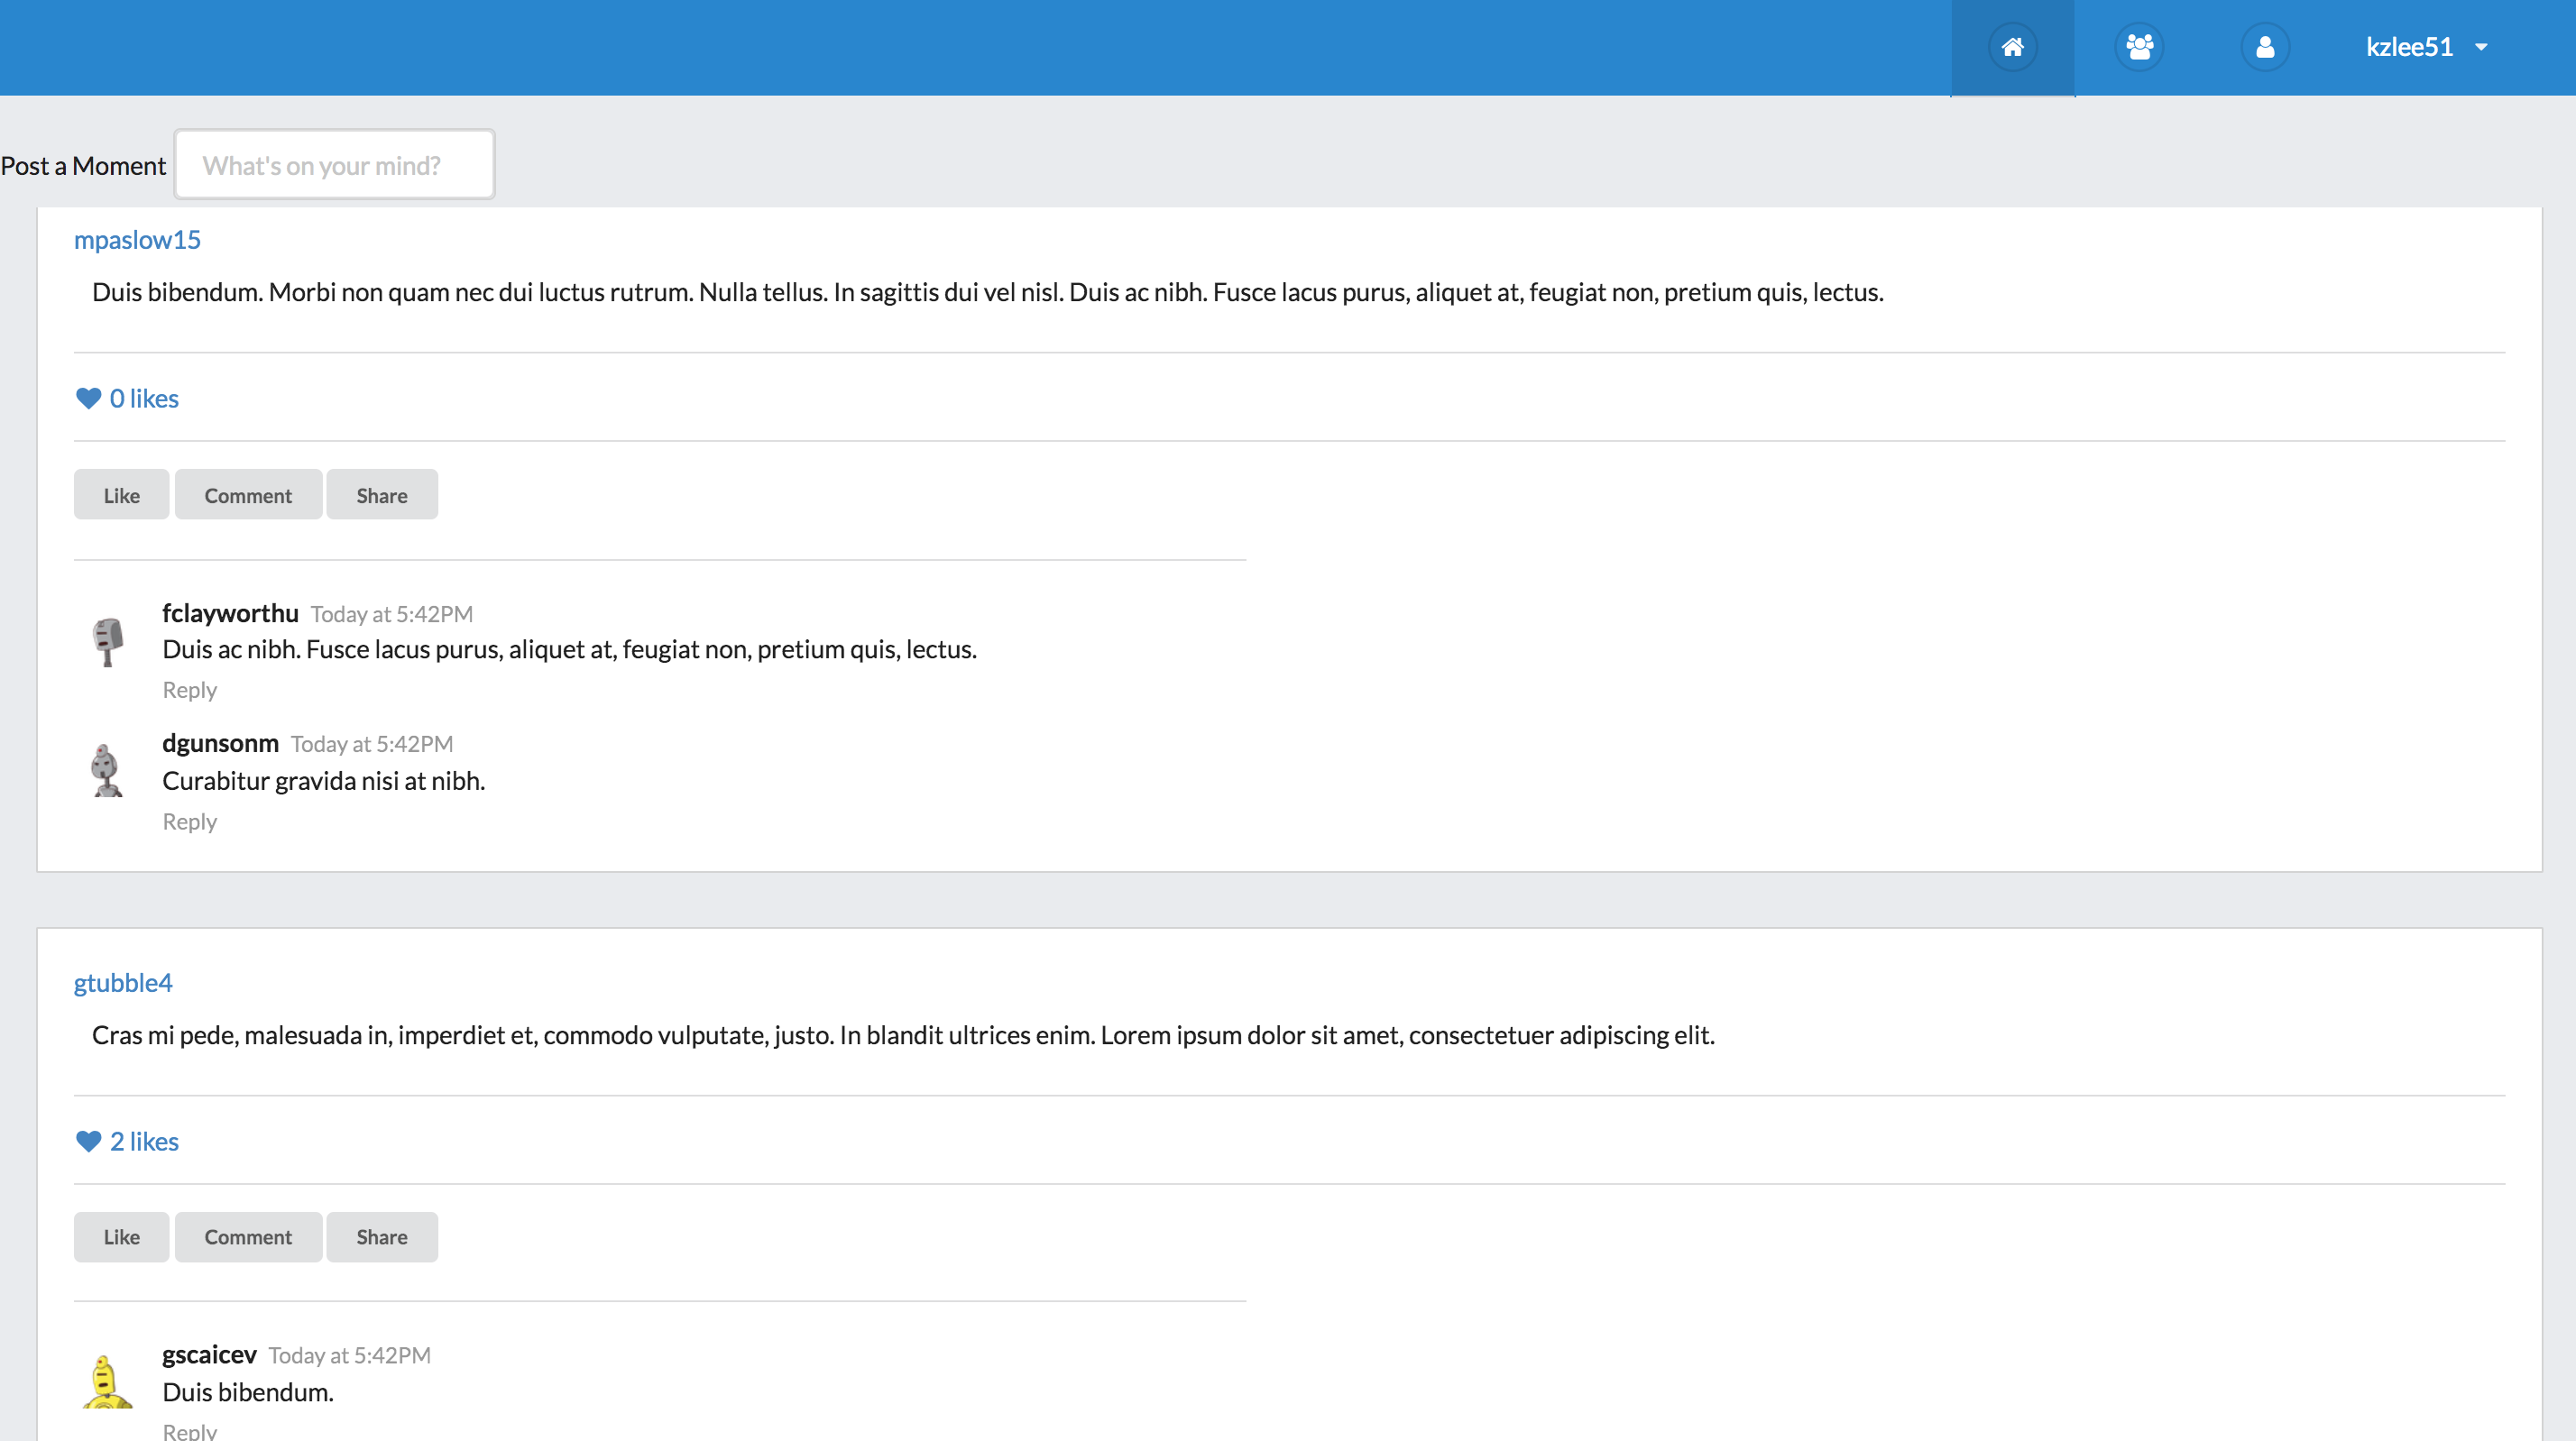 kzlee51
Post a Moment What's on your mind?
mpaslow15
Duis bibendum. Morbi non quam nec dui luctus rutrum. Nulla tellus. In sagittis dui vel nisl. Duis ac nibh. Fusce lacus purus, aliquet at, feugiat non, pretium quis, lectus.
0 likes
Like Comment Share
fclayworthu Today at 5:42PM
Duis ac nibh. Fusce lacus purus, aliquet at, feugiat non, pretium quis, lectus.
Reply
dgunsonm Today at 5:42PM
Curabitur gravida nisi at nibh.
Reply
gtubble4
Cras mi pede, malesuada in, imperdiet et, commodo vulputate, justo. In blandit ultrices enim. Lorem ipsum dolor sit amet, consectetuer adipiscing elit.
2 likes
Like Comment Share
gscaicev Today at 5:42PM
Duis bibendum.
Reply